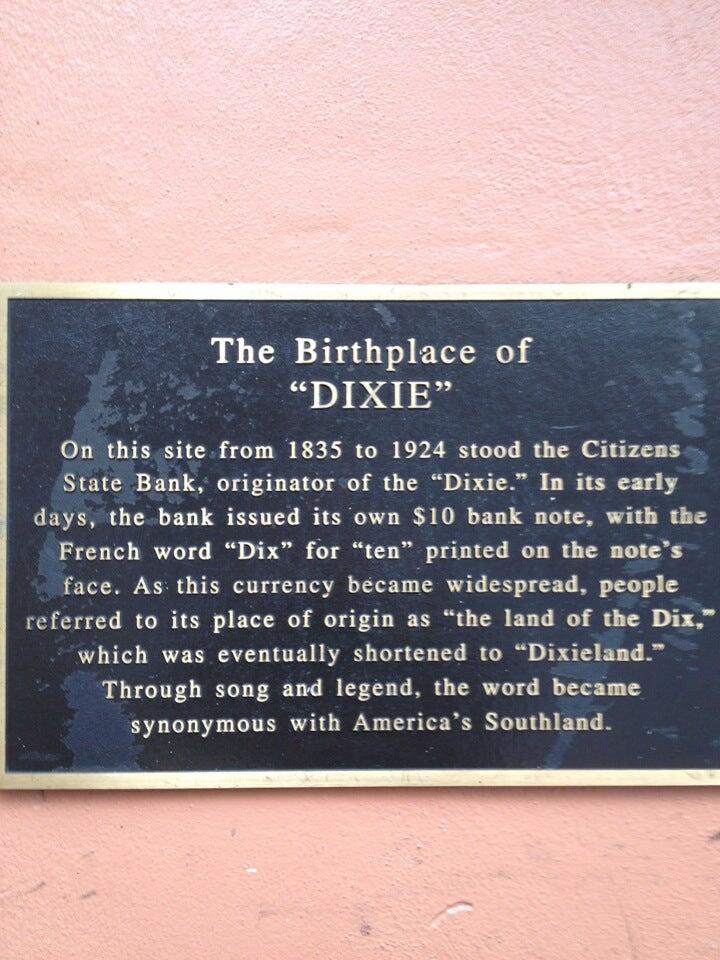 The Birthplace of
“DIXIE”
On this site from 1835 to 1924 stood the Citizens
State Bank, originator of the “Dixie.” In its early
days, the bank issued its own $10 bank note, with the
French word “Dix” for “ten” printed on the note’s
face. As this currency became widespread, people
referred to its place of origin as “the land of the Dix,”
which was eventually shortened to “Dixieland.”
Through song and legend, the word became
synonymous with America’s Southland.